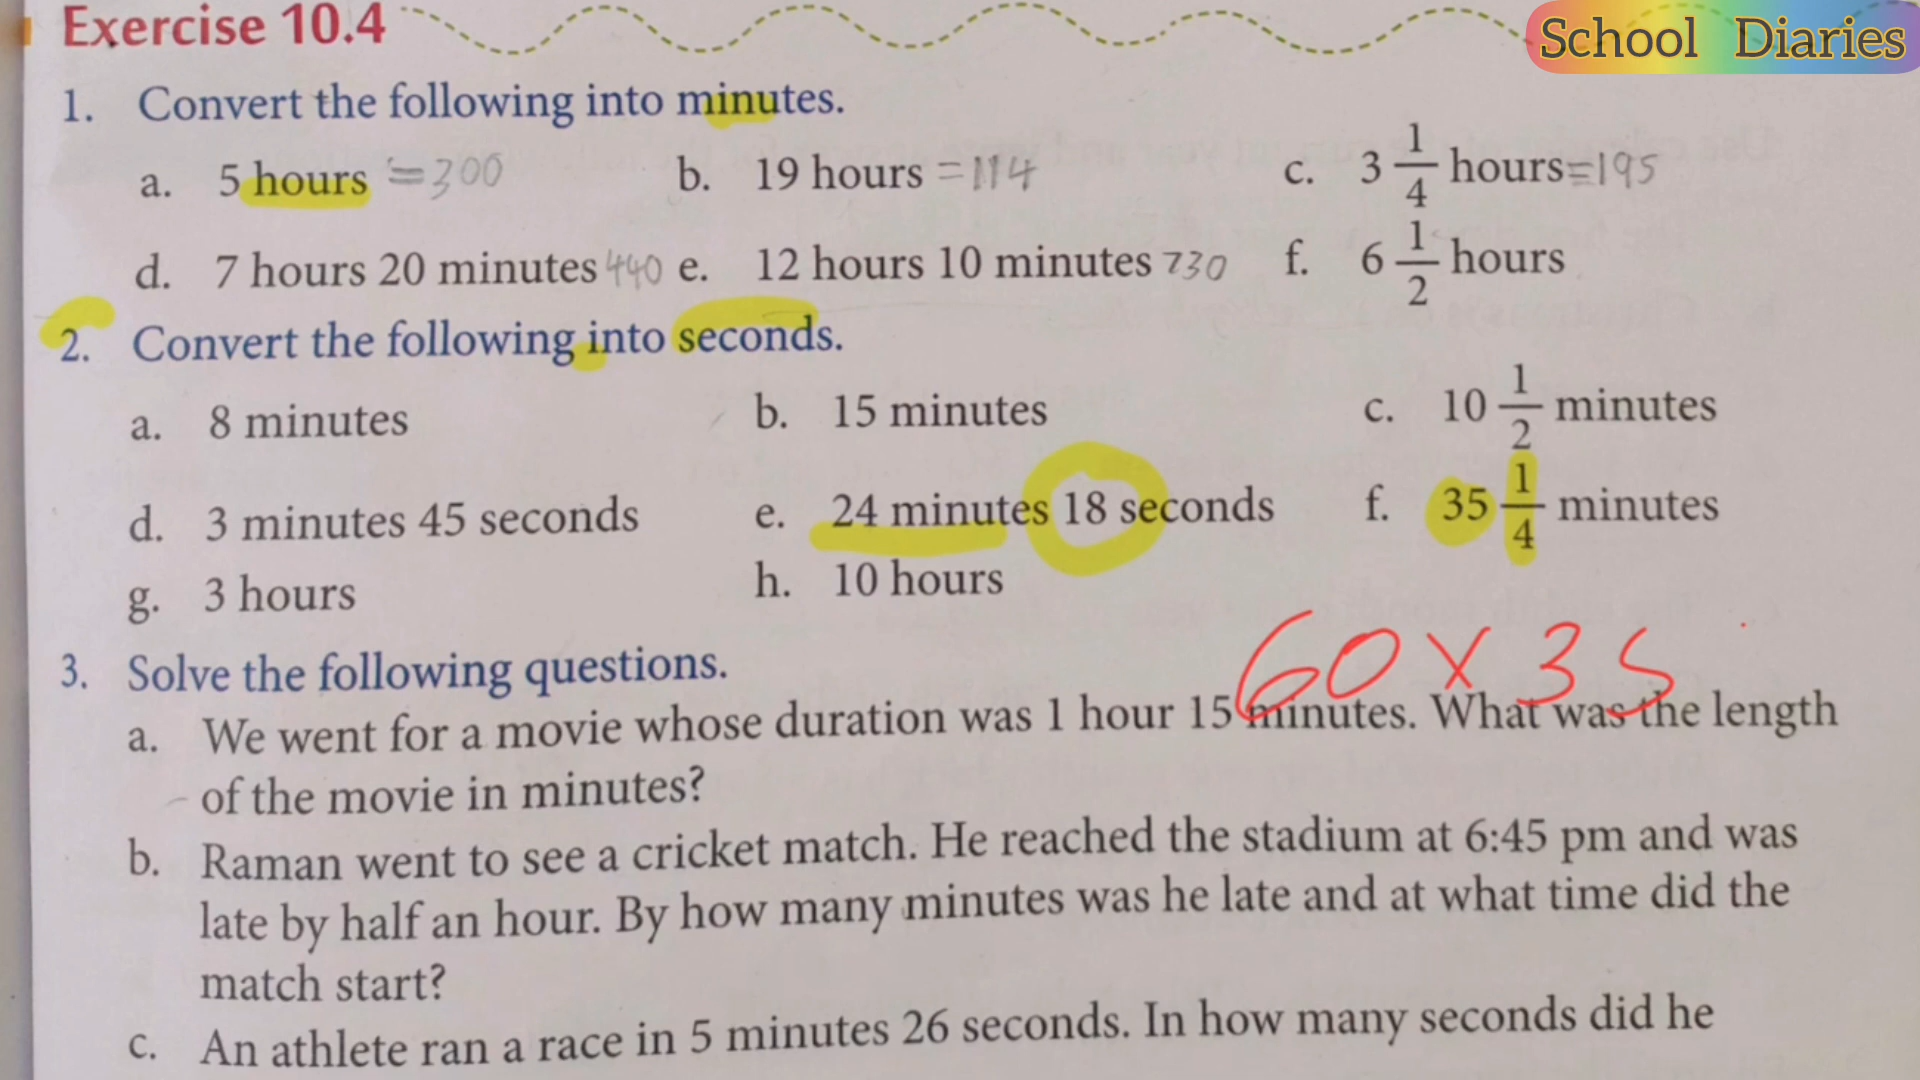 Exercise 10.4
School Diaries
1. Convert the following into minutes.
a. 5 hours =300 b. 19 hours =114 c. 3 1/4 hours=195
d. 7 hours 20 minutes 440 e. 12 hours 10 minutes 730 f. 6 1/2 hours
2. Convert the following into seconds.
a. 8 minutes b. 15 minutes c. 10 1/2 minutes
d. 3 minutes 45 seconds e. 24 minutes 18 seconds f. 35 1/4 minutes
g. 3 hours h. 10 hours
60 x 35
3. Solve the following questions.
a. We went for a movie whose duration was 1 hour 15 minutes. What was the length
of the movie in minutes?
b. Raman went to see a cricket match. He reached the stadium at 6:45 pm and was
late by half an hour. By how many minutes was he late and at what time did the
match start?
c. An athlete ran a race in 5 minutes 26 seconds. In how many seconds did he